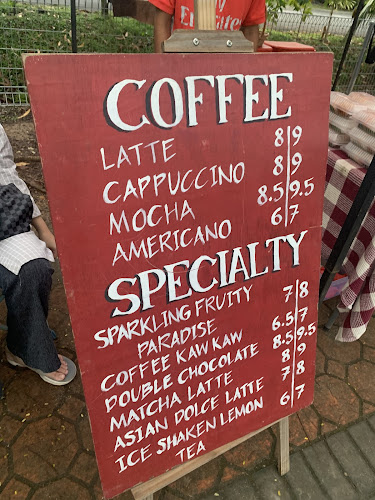 Emirates
COFFEE
LATTE 8|9
CAPPUCCINO 8|9
MOCHA 8.5|9.5
AMERICANO 6|7
SPECIALTY
SPARKLING FRUITY 7|8
PARADISE
COFFEE KAW KAW 6.5|7
DOUBLE CHOCOLATE 8.5|9.5
MATCHA LATTE 8|9
ASIAN DOLCE LATTE 7|8
ICE SHAKEN LEMON 6|7
TEA